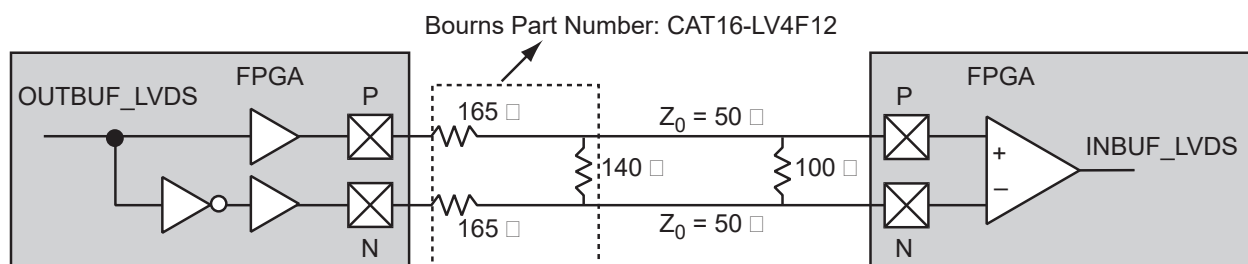 Bourns Part Number: CAT16-LV4F12
FPGA
FPGA
OUTBUF_LVDS
P
165 □
Z0 = 50 □
P
140 □
100 □
+
–
INBUF_LVDS
N
165 □
Z0 = 50 □
N